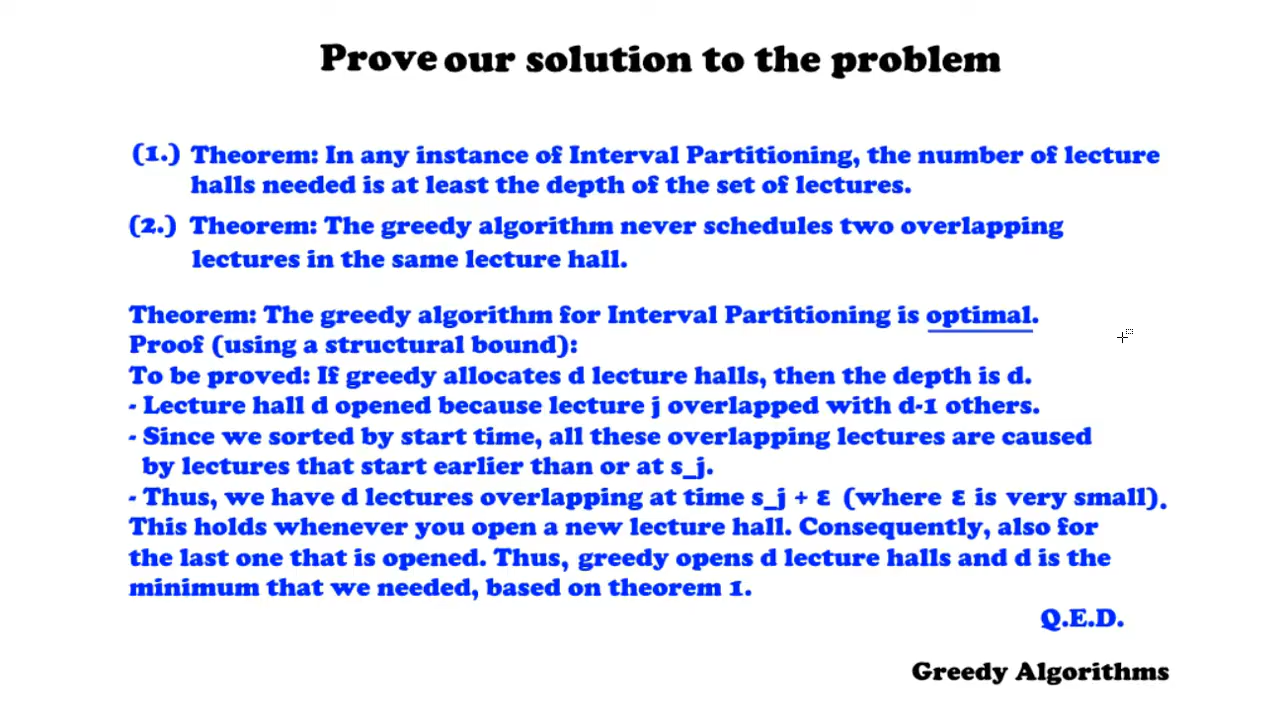 Prove our solution to the problem
(1.) Theorem: In any instance of Interval Partitioning, the number of lecture
halls needed is at least the depth of the set of lectures.
(2.) Theorem: The greedy algorithm never schedules two overlapping
lectures in the same lecture hall.
Theorem: The greedy algorithm for Interval Partitioning is optimal.
Proof (using a structural bound):
To be proved: If greedy allocates d lecture halls, then the depth is d.
- Lecture hall d opened because lecture j overlapped with d-1 others.
- Since we sorted by start time, all these overlapping lectures are caused
by lectures that start earlier than or at s_j.
- Thus, we have d lectures overlapping at time s_j + ε (where ε is very small).
This holds whenever you open a new lecture hall. Consequently, also for
the last one that is opened. Thus, greedy opens d lecture halls and d is the
minimum that we needed, based on theorem 1.
Q.E.D.
Greedy Algorithms